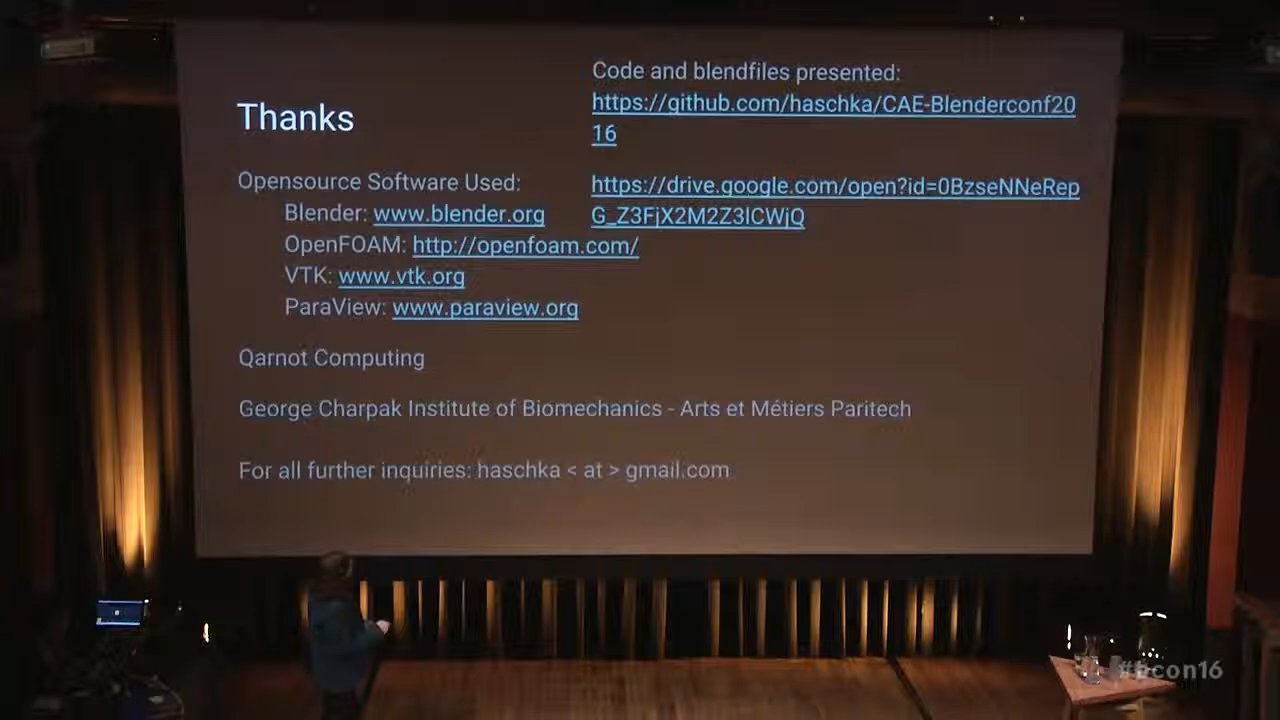 Thanks
Opensource Software Used:
Blender: www.blender.org
OpenFOAM: http://openfoam.com/
VTK: www.vtk.org
ParaView: www.paraview.org
Qarnot Computing
George Charpak Institute of Biomechanics - Arts et Métiers Paritech
For all further inquiries: haschka < at > gmail.com
Code and blendfiles presented:
https://github.com/haschka/CAE-Blenderconf20
16
https://drive.google.com/open?id=0BzseNNeRep
G_Z3FjX2M2Z3lCWjQ
#bcon16